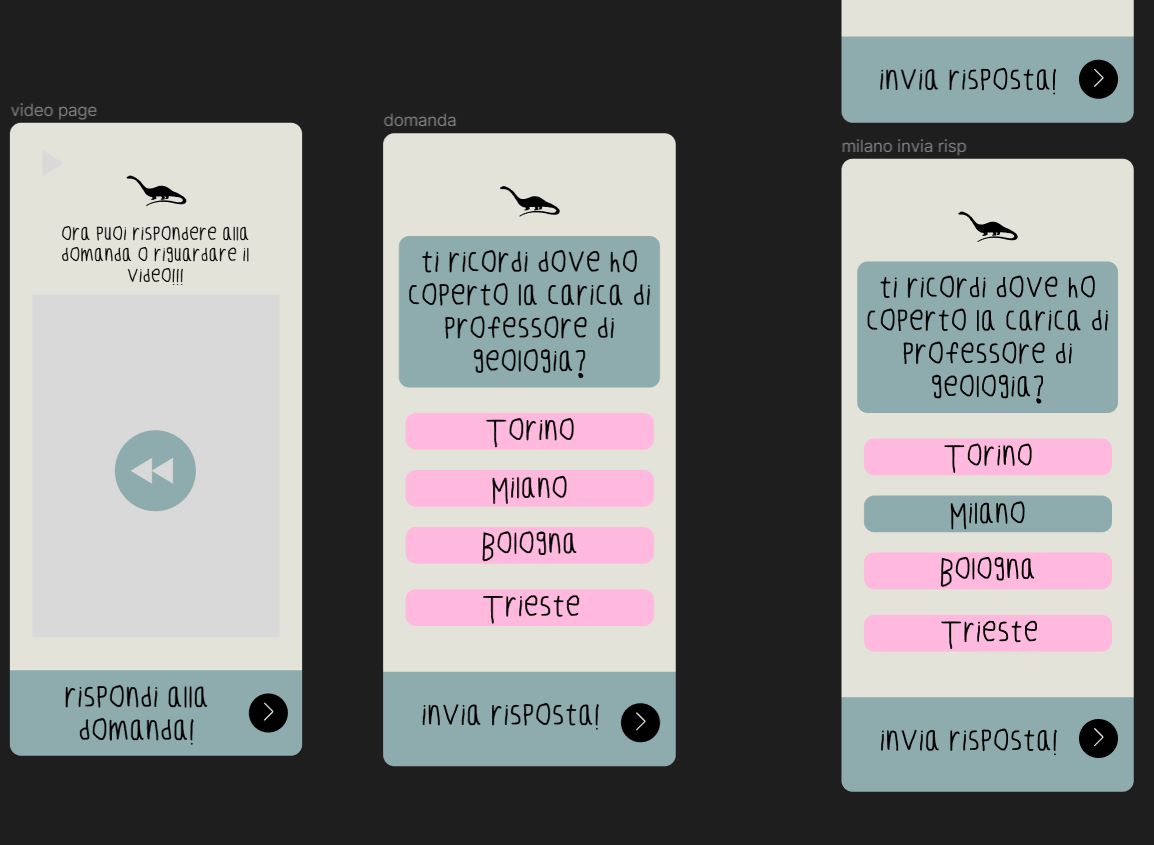 video page
Ora puoi rispondere alla
domanda o riguardare il
video!!!
rispondi alla
domanda!
domanda
ti ricordi dove ho
coperto la carica di
professore di
geologia?
Torino
Milano
Bologna
Trieste
invia risposta!
invia risposta!
milano invia risp
ti ricordi dove ho
coperto la carica di
professore di
geologia?
Torino
Milano
Bologna
Trieste
invia risposta!